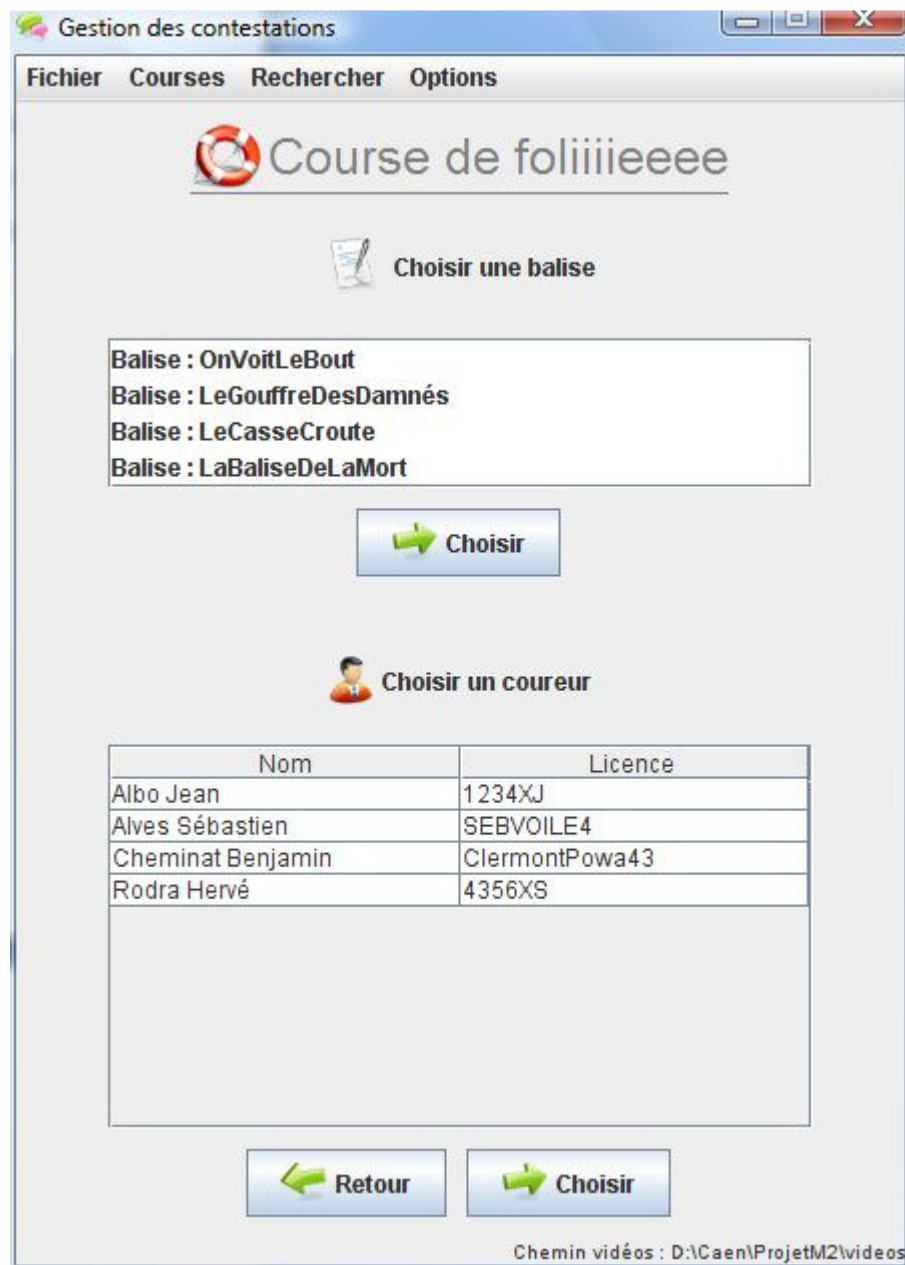 Gestion des contestations
Fichier Courses Rechercher Options
Course de foliiiieeee
Choisir une balise
Balise : OnVoitLeBout
Balise : LeGouffreDesDamnés
Balise : LeCasseCroute
Balise : LaBaliseDeLaMort
Choisir
Choisir un coureur
Nom Licence
Albo Jean 1234XJ
Alves Sébastien SEBVOILE4
Cheminat Benjamin ClermontPowa43
Rodra Hervé 4356XS
Retour Choisir
Chemin vidéos : D:\Caen\ProjetM2\videos